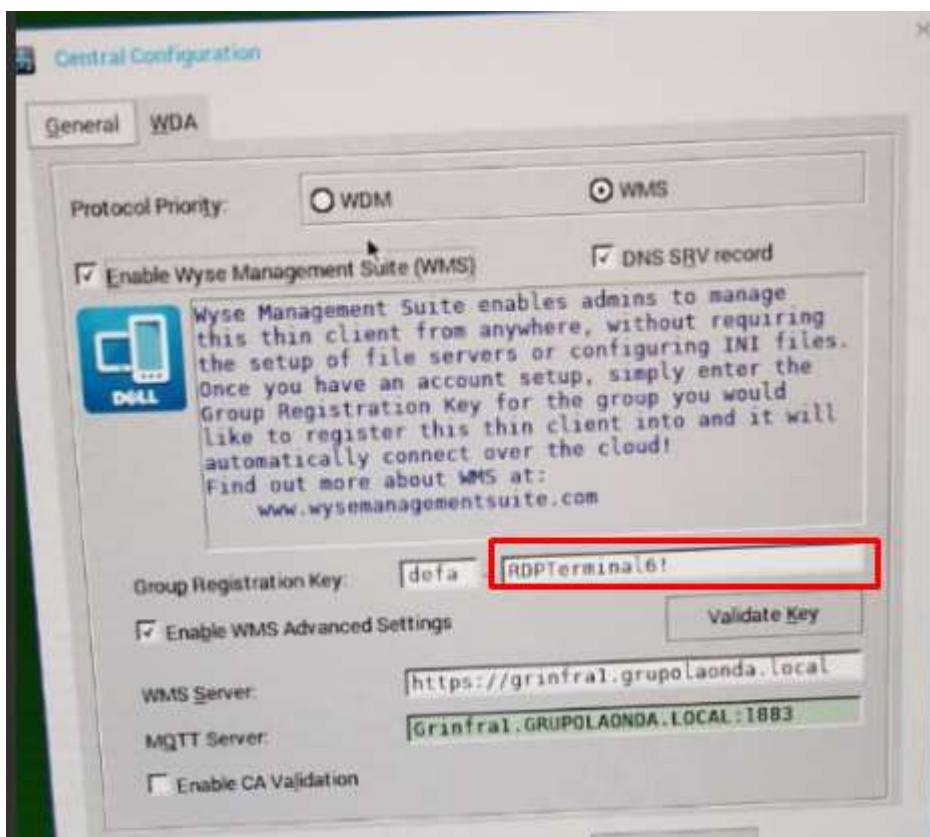 Central Configuration
General WDA
Protocol Priority: WDM WMS
Enable Wyse Management Suite (WMS) DNS SRV record
Wyse Management Suite enables admins to manage
this thin client from anywhere, without requiring
the setup of file servers or configuring INI files.
Once you have an account setup, simply enter the
Group Registration Key for the group you would
like to register this thin client into and it will
automatically connect over the cloud!
Find out more about WMS at:
www.wysemanagementsuite.com
DELL
Group Registration Key: defa - RDPTerminal6!
Enable WMS Advanced Settings Validate Key
WMS Server: https://grinfra1.grupolaonda.local
MQTT Server: Grinfra1.GRUPOLAONDA.LOCAL:1883
Enable CA Validation